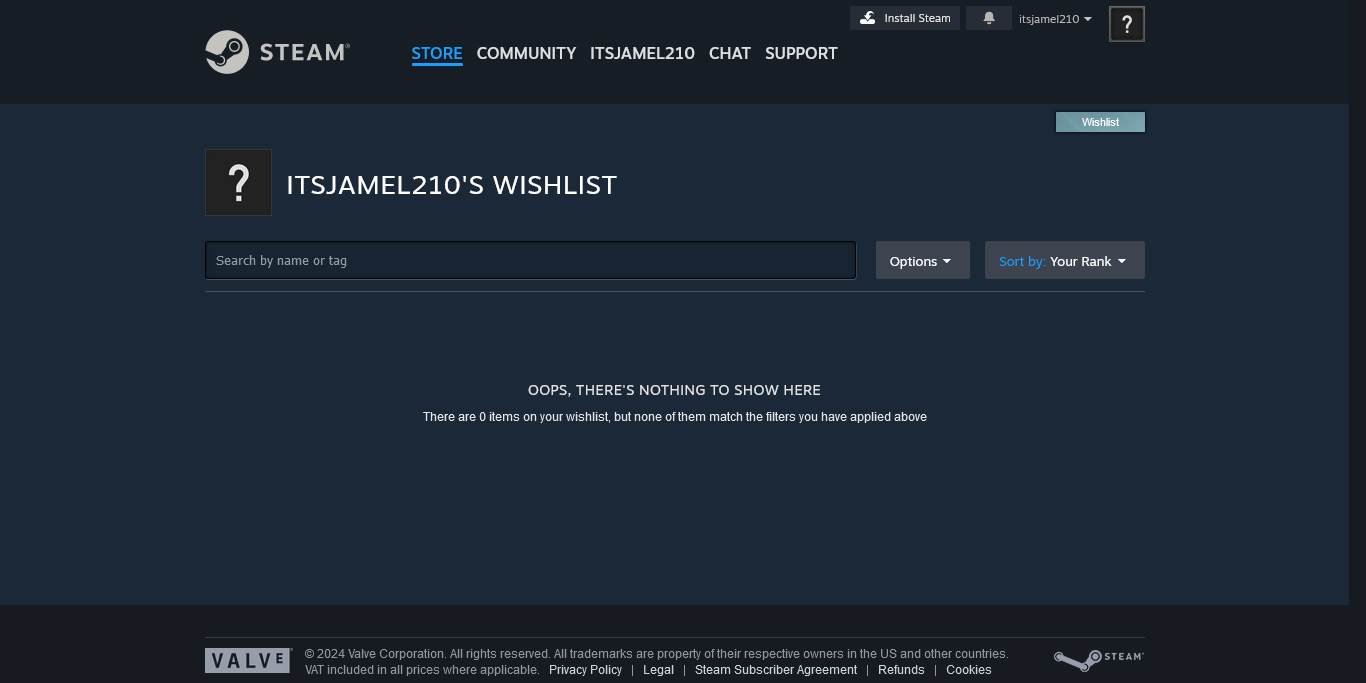 Install Steam
itsjamel210
?
STEAM®
STORE COMMUNITY ITSJAMEL210 CHAT SUPPORT
Wishlist
?
ITSJAMEL210'S WISHLIST
Search by name or tag
Options
Sort by: Your Rank
OOPS, THERE'S NOTHING TO SHOW HERE
There are 0 items on your wishlist, but none of them match the filters you have applied above
VALVE
© 2024 Valve Corporation. All rights reserved. All trademarks are property of their respective owners in the US and other countries.
VAT included in all prices where applicable. Privacy Policy | Legal | Steam Subscriber Agreement | Refunds | Cookies
STEAM